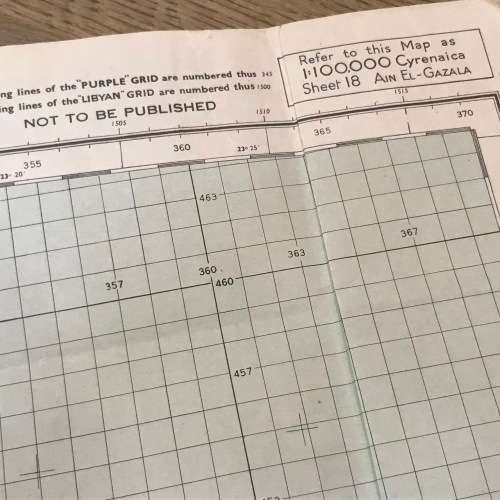 ing lines of the "PURPLE" GRID are numbered thus 345
ing lines of the "LIBYAN" GRID are numbered thus 1500
NOT TO BE PUBLISHED
Refer to this Map as
1:100,000 Cyrenaica
Sheet 18 AIN EL-GAZALA
1505
1510
1515
355
360
365
370
23° 20'
23° 25'
463
367
363
360
357
460
457